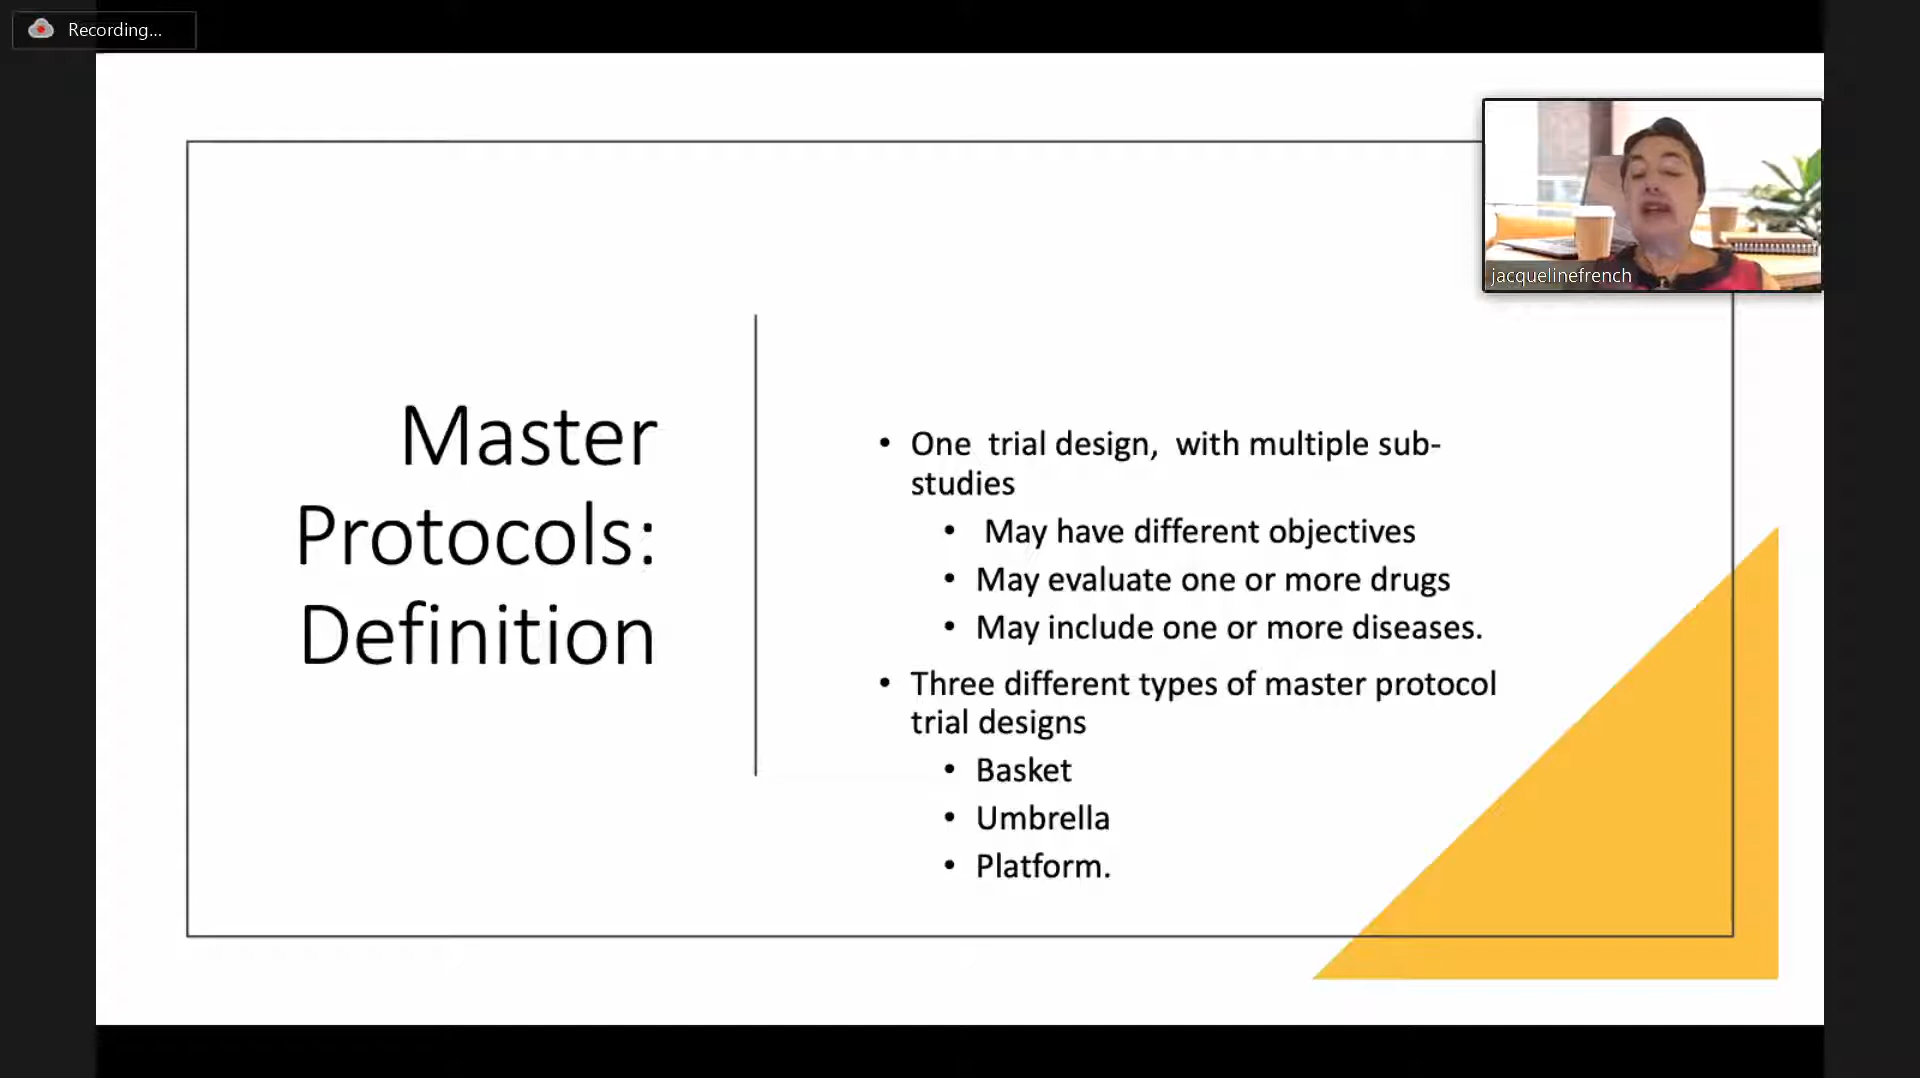 Recording...
jacquelinefrench
Master
Protocols:
Definition
• One  trial design,  with multiple sub-
studies
•  May have different objectives
• May evaluate one or more drugs
• May include one or more diseases.
• Three different types of master protocol
trial designs
• Basket
• Umbrella
• Platform.